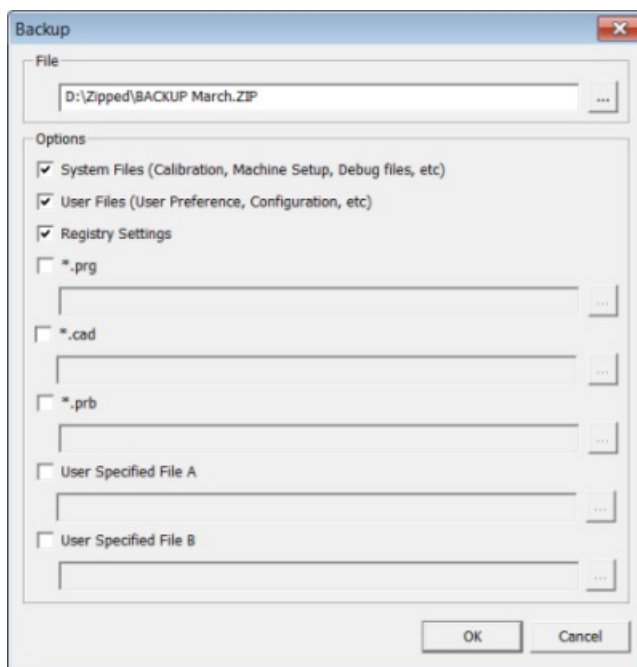 Backup
File
D:\Zipped\BACKUP March.ZIP
...
Options
System Files (Calibration, Machine Setup, Debug files, etc)
User Files (User Preference, Configuration, etc)
Registry Settings
*.prg
...
*.cad
...
*.prb
...
User Specified File A
...
User Specified File B
...
OK Cancel